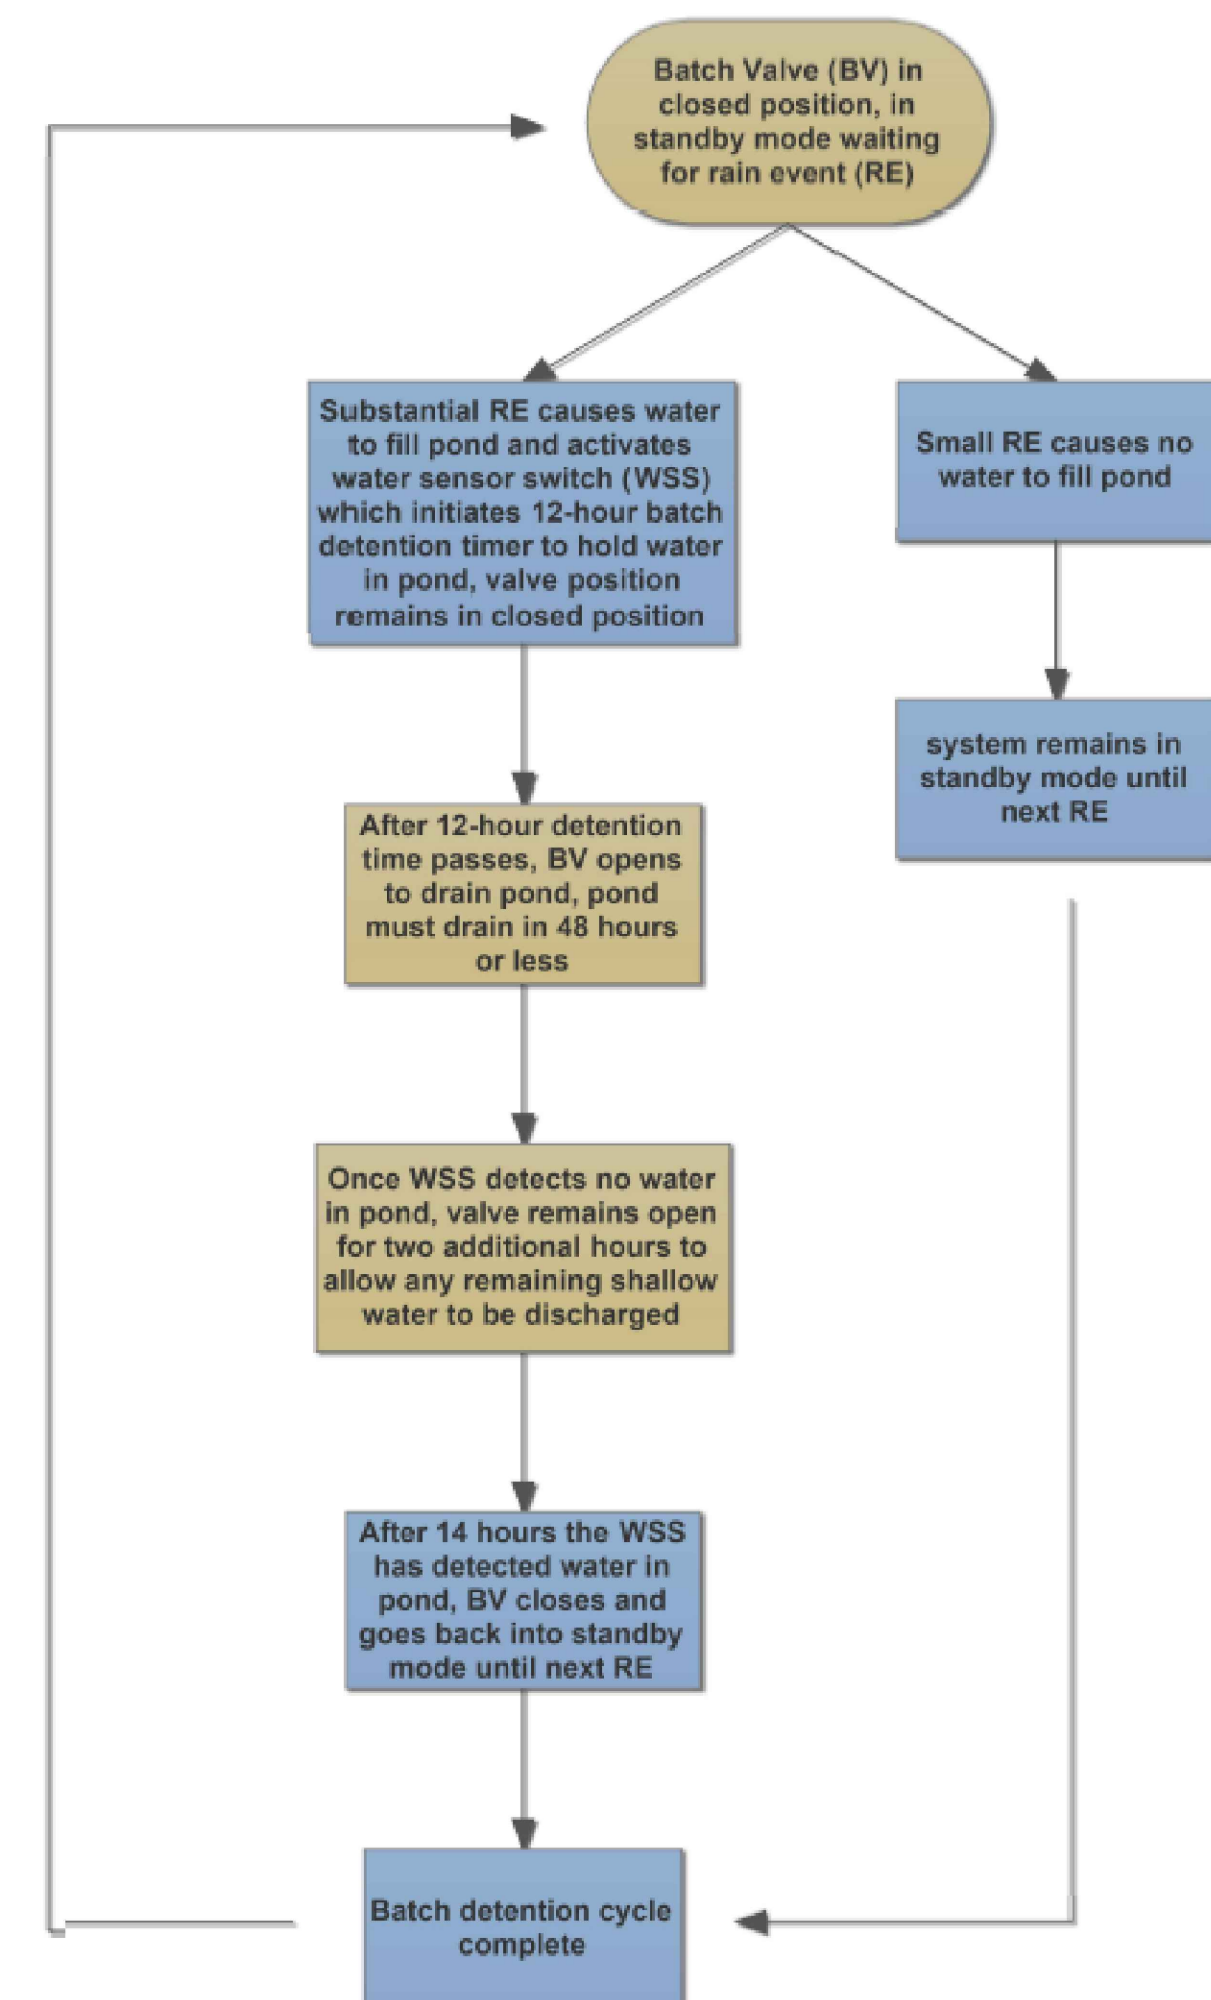 Batch Valve (BV) in
closed position, in
standby mode waiting
for rain event (RE)
Substantial RE causes water
to fill pond and activates
water sensor switch (WSS)
which initiates 12-hour batch
detention timer to hold water
in pond, valve position
remains in closed position
Small RE causes no
water to fill pond
system remains in
standby mode until
next RE
After 12-hour detention
time passes, BV opens
to drain pond, pond
must drain in 48 hours
or less
Once WSS detects no water
in pond, valve remains open
for two additional hours to
allow any remaining shallow
water to be discharged
After 14 hours the WSS
has detected water in
pond, BV closes and
goes back into standby
mode until next RE
Batch detention cycle
complete